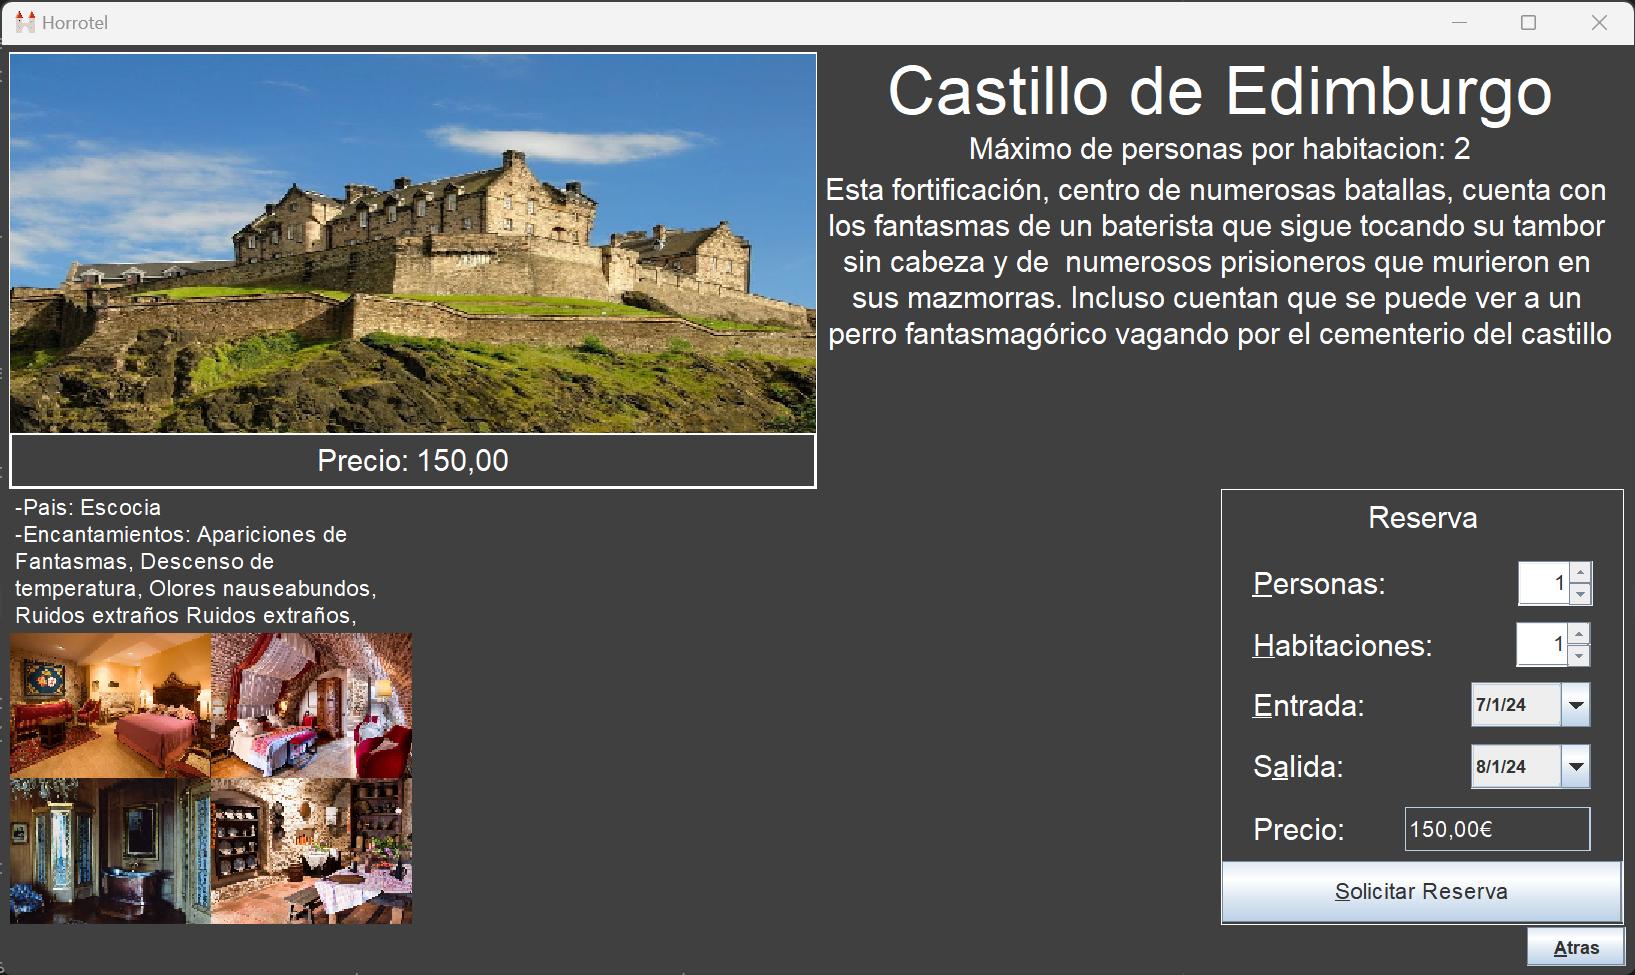 Horrotel
Castillo de Edimburgo
Máximo de personas por habitacion: 2
Esta fortificación, centro de numerosas batallas, cuenta con
los fantasmas de un baterista que sigue tocando su tambor
sin cabeza y de  numerosos prisioneros que murieron en
sus mazmorras. Incluso cuentan que se puede ver a un
perro fantasmagórico vagando por el cementerio del castillo
Precio: 150,00
-Pais: Escocia
-Encantamientos: Apariciones de
Fantasmas, Descenso de
temperatura, Olores nauseabundos,
Ruidos extraños Ruidos extraños,
Reserva
Personas: 1
Habitaciones: 1
Entrada: 7/1/24
Salida: 8/1/24
Precio: 150,00€
Solicitar Reserva
Atras